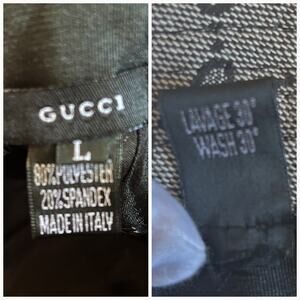 GUCCI
L
80%POLYESTER
20%SPANDEX
MADE IN ITALY
LAVAGE 30°
WASH 30°